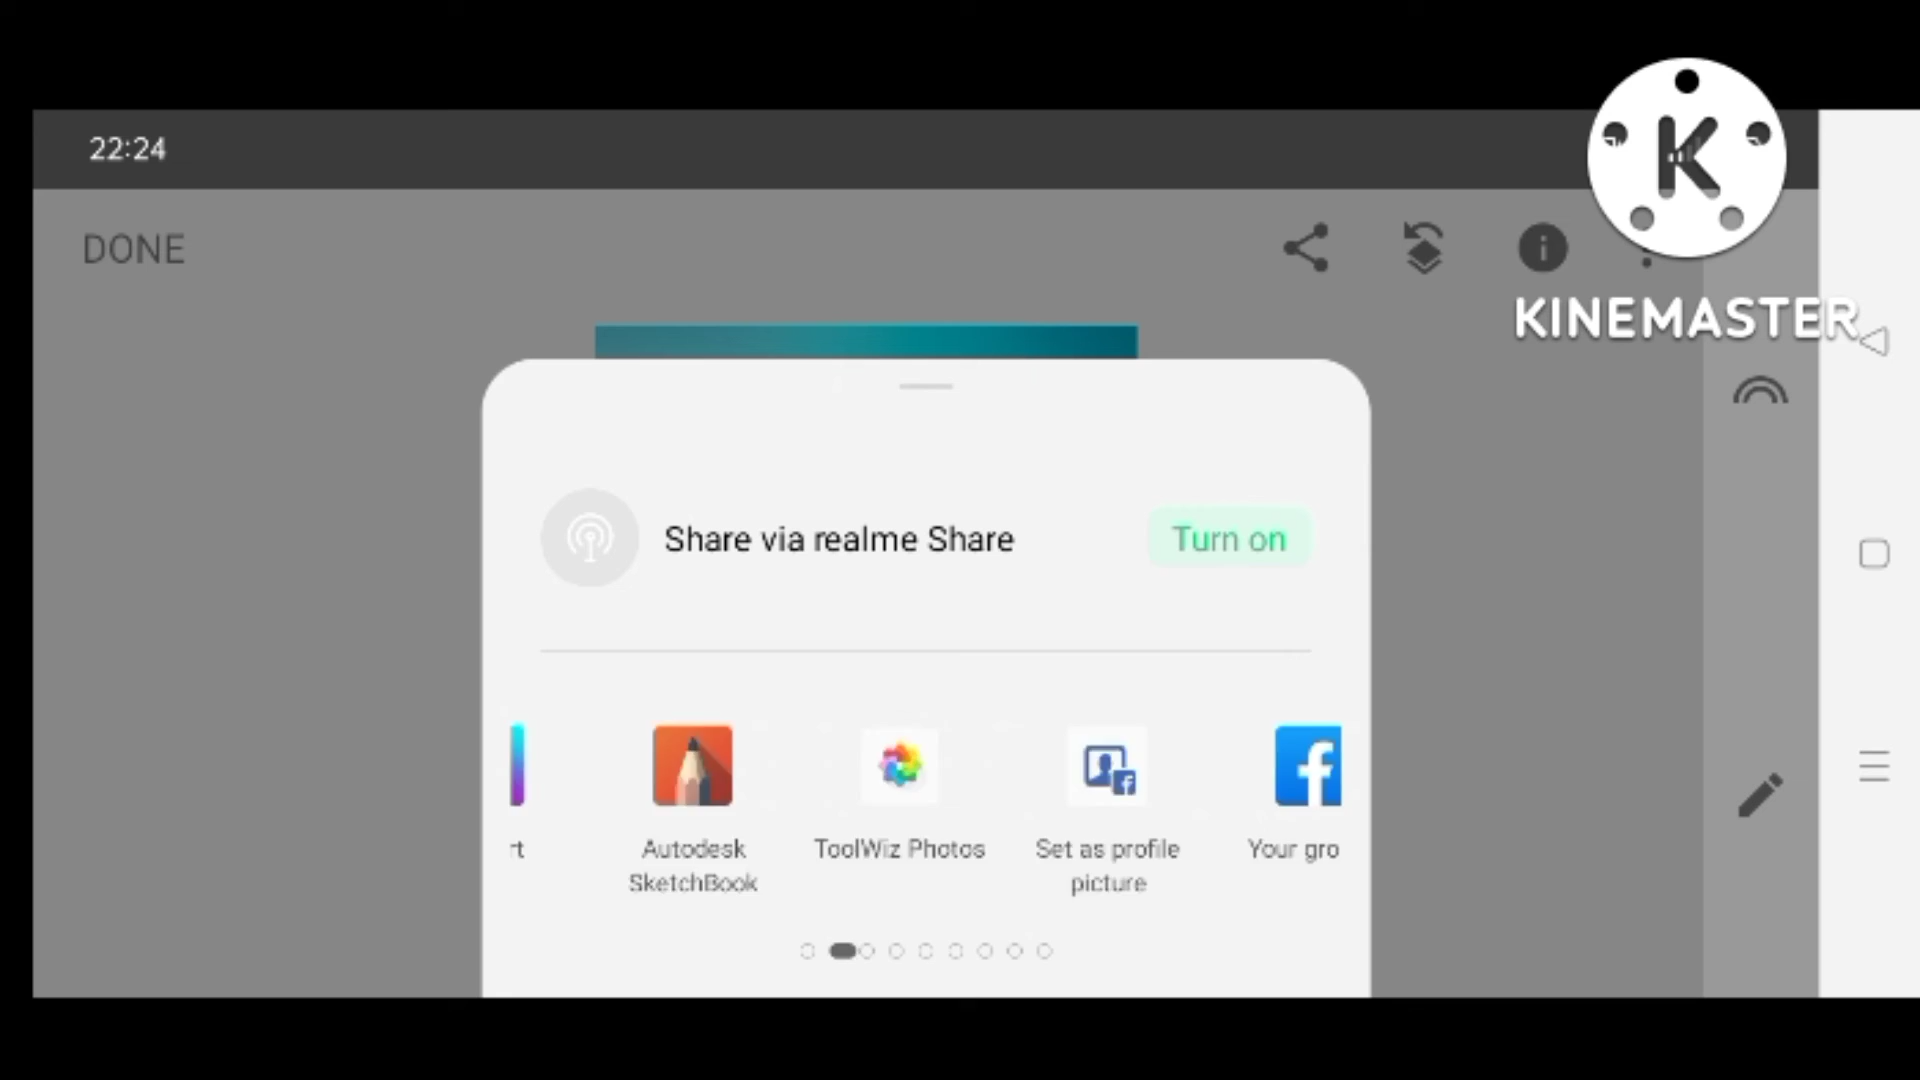 22:24
DONE
KINEMASTER
Share via realme Share
Turn on
rt
Autodesk
SketchBook
ToolWiz Photos
Set as profile
picture
Your gro